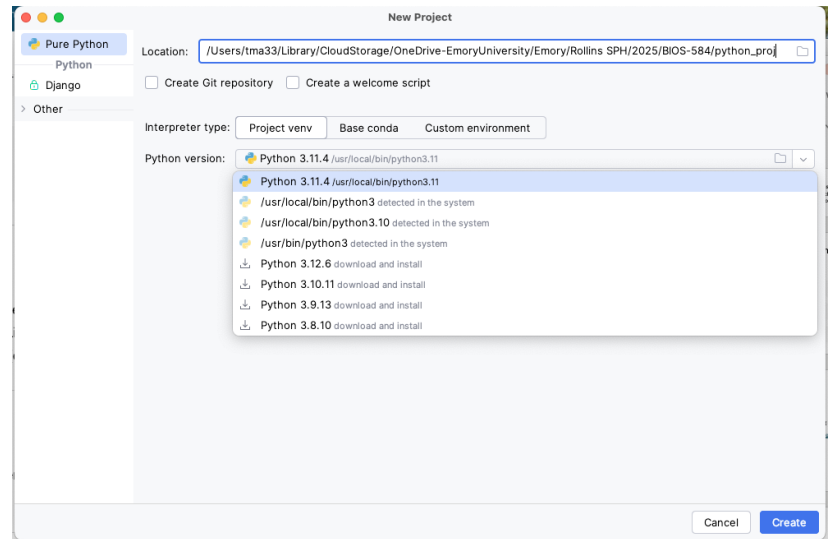 New Project
Pure Python
Python
Django
Other
Location: /Users/tma33/Library/CloudStorage/OneDrive-EmoryUniversity/Emory/Rollins SPH/2025/BIOS-584/python_proj
Create Git repository Create a welcome script
Interpreter type: Project venv Base conda Custom environment
Python version: Python 3.11.4 /usr/local/bin/python3.11
Python 3.11.4 /usr/local/bin/python3.11
/usr/local/bin/python3 detected in the system
/usr/local/bin/python3.10 detected in the system
/usr/bin/python3 detected in the system
Python 3.12.6 download and install
Python 3.10.11 download and install
Python 3.9.13 download and install
Python 3.8.10 download and install
Cancel Create